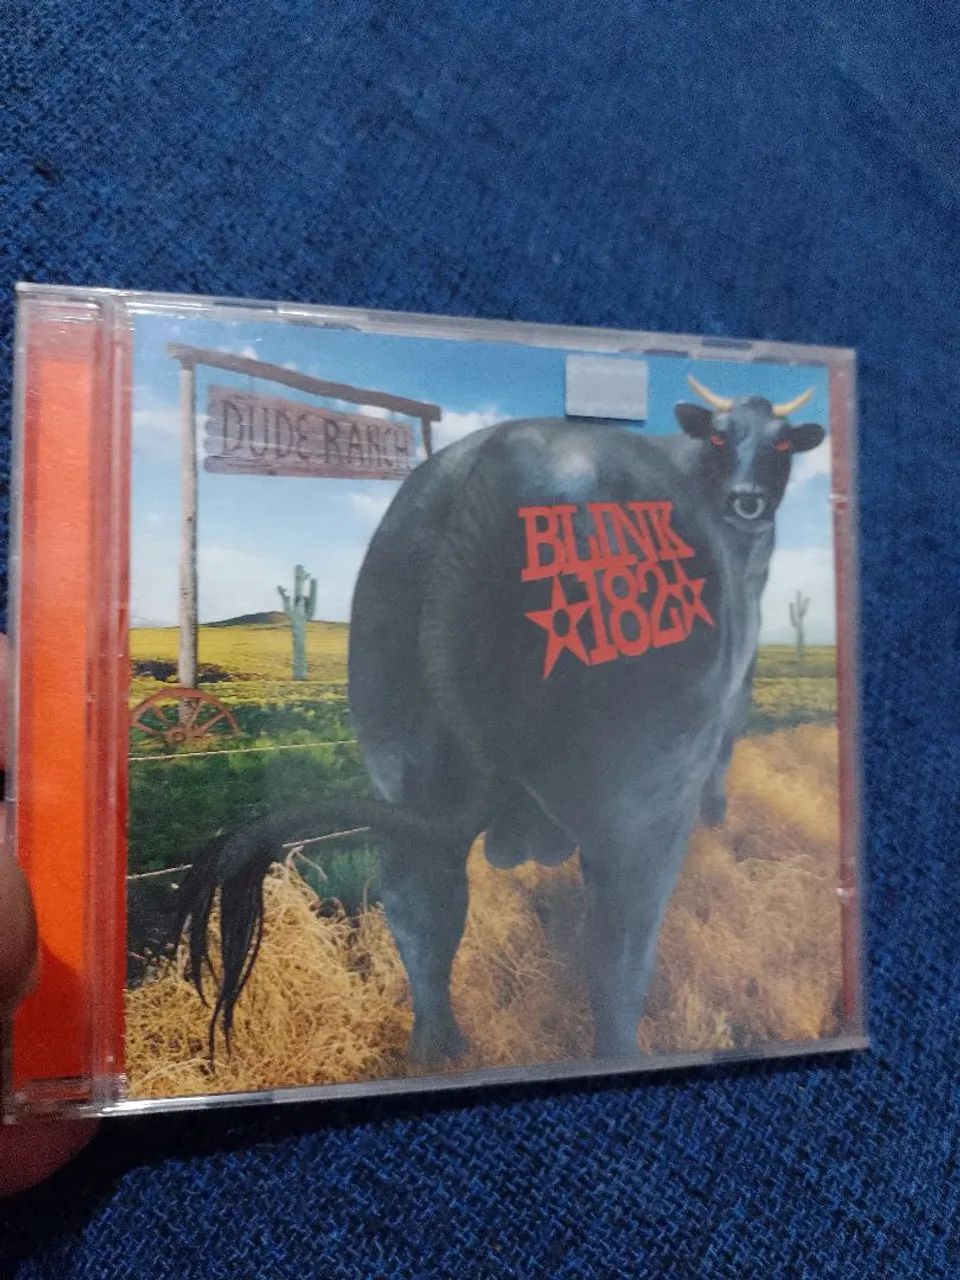 DUDE RANCH
BLINK
182